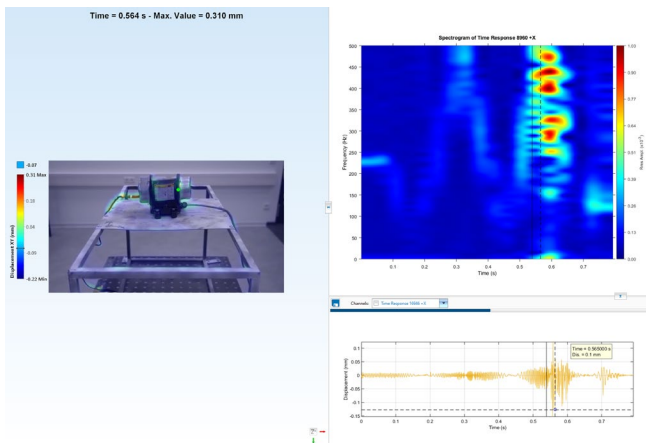 Time = 0.564 s - Max. Value = 0.310 mm
-0.07
0.31 Max
0.18
0.04
-0.09
-0.22 Min
Displacement XY (mm)
Spectrogram of Time Response 8960 +X
500
450
400
350
300
250
200
150
100
50
0
Frequency (Hz)
0.1 0.2 0.3 0.4 0.5 0.6 0.7
Time (s)
1.03
0.90
0.77
0.64
0.51
0.39
0.26
0.13
0.00
Channels:
Time Response 8986 +X
Time = 0.565000 s
Dis. = 0.1 mm
0.1
0.05
0
-0.05
-0.1
-0.15
Displacement (mm)
0 0.1 0.2 0.3 0.4 0.5 0.6 0.7
Time (s)